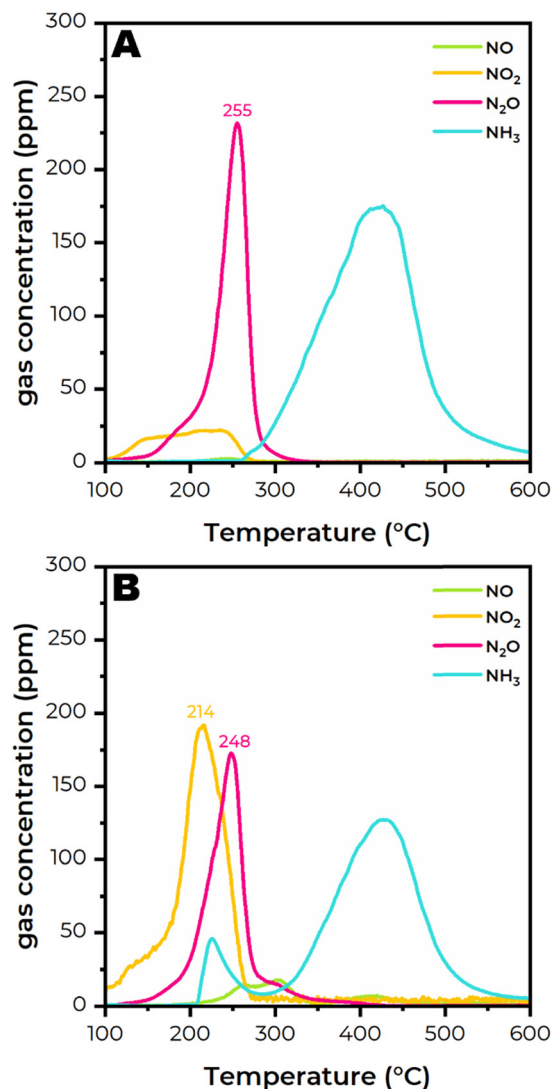 A
NO
NO₂
N₂O
NH₃
255
300
250
200
150
100
50
0
gas concentration (ppm)
100 200 300 400 500 600
Temperature (°C)
B
NO
NO₂
N₂O
NH₃
214
248
300
250
200
150
100
50
0
gas concentration (ppm)
100 200 300 400 500 600
Temperature (°C)